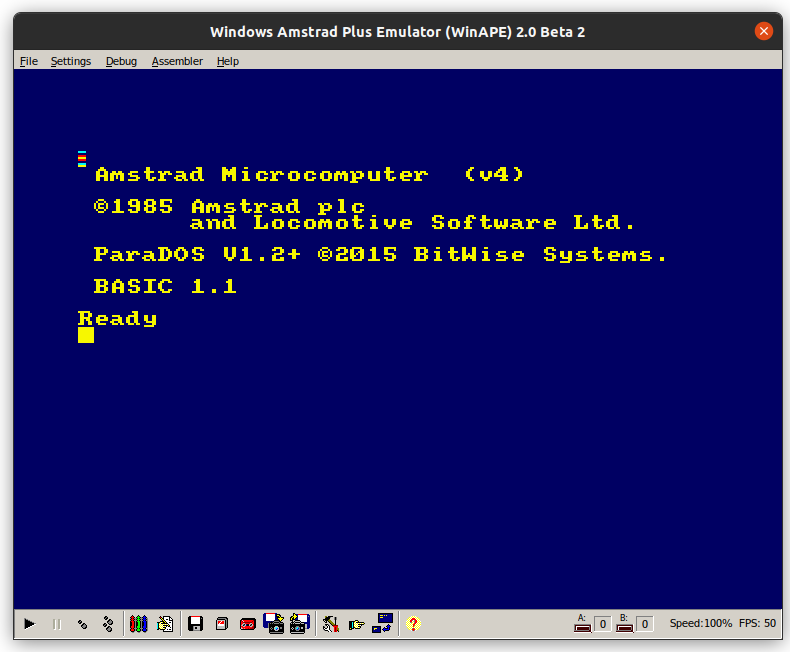 Windows Amstrad Plus Emulator (WinAPE) 2.0 Beta 2
File Settings Debug Assembler Help
Amstrad Microcomputer (v4)
©1985 Amstrad plc
and Locomotive Software Ltd.
ParaDOS V1.2+ ©2015 BitWise Systems.
BASIC 1.1
Ready
A: 0 B: 0 Speed:100% FPS: 50